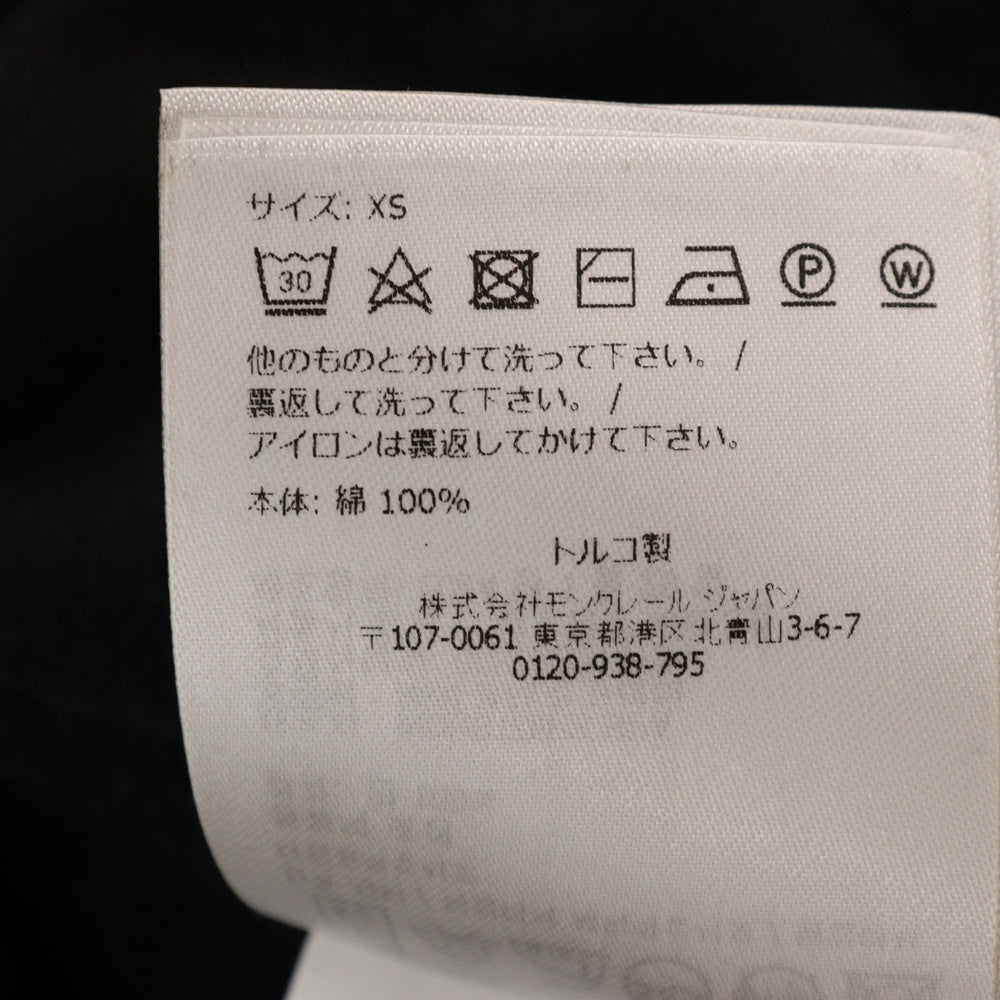 サイズ: XS
30 P W
他のものと分けて洗って下さい。 /
裏返して洗って下さい。 /
アイロンは裏返してかけて下さい。
本体: 綿 100%
トルコ製
株式会社モンクレール ジャパン
〒107-0061 東京都港区北青山3-6-7
0120-938-795